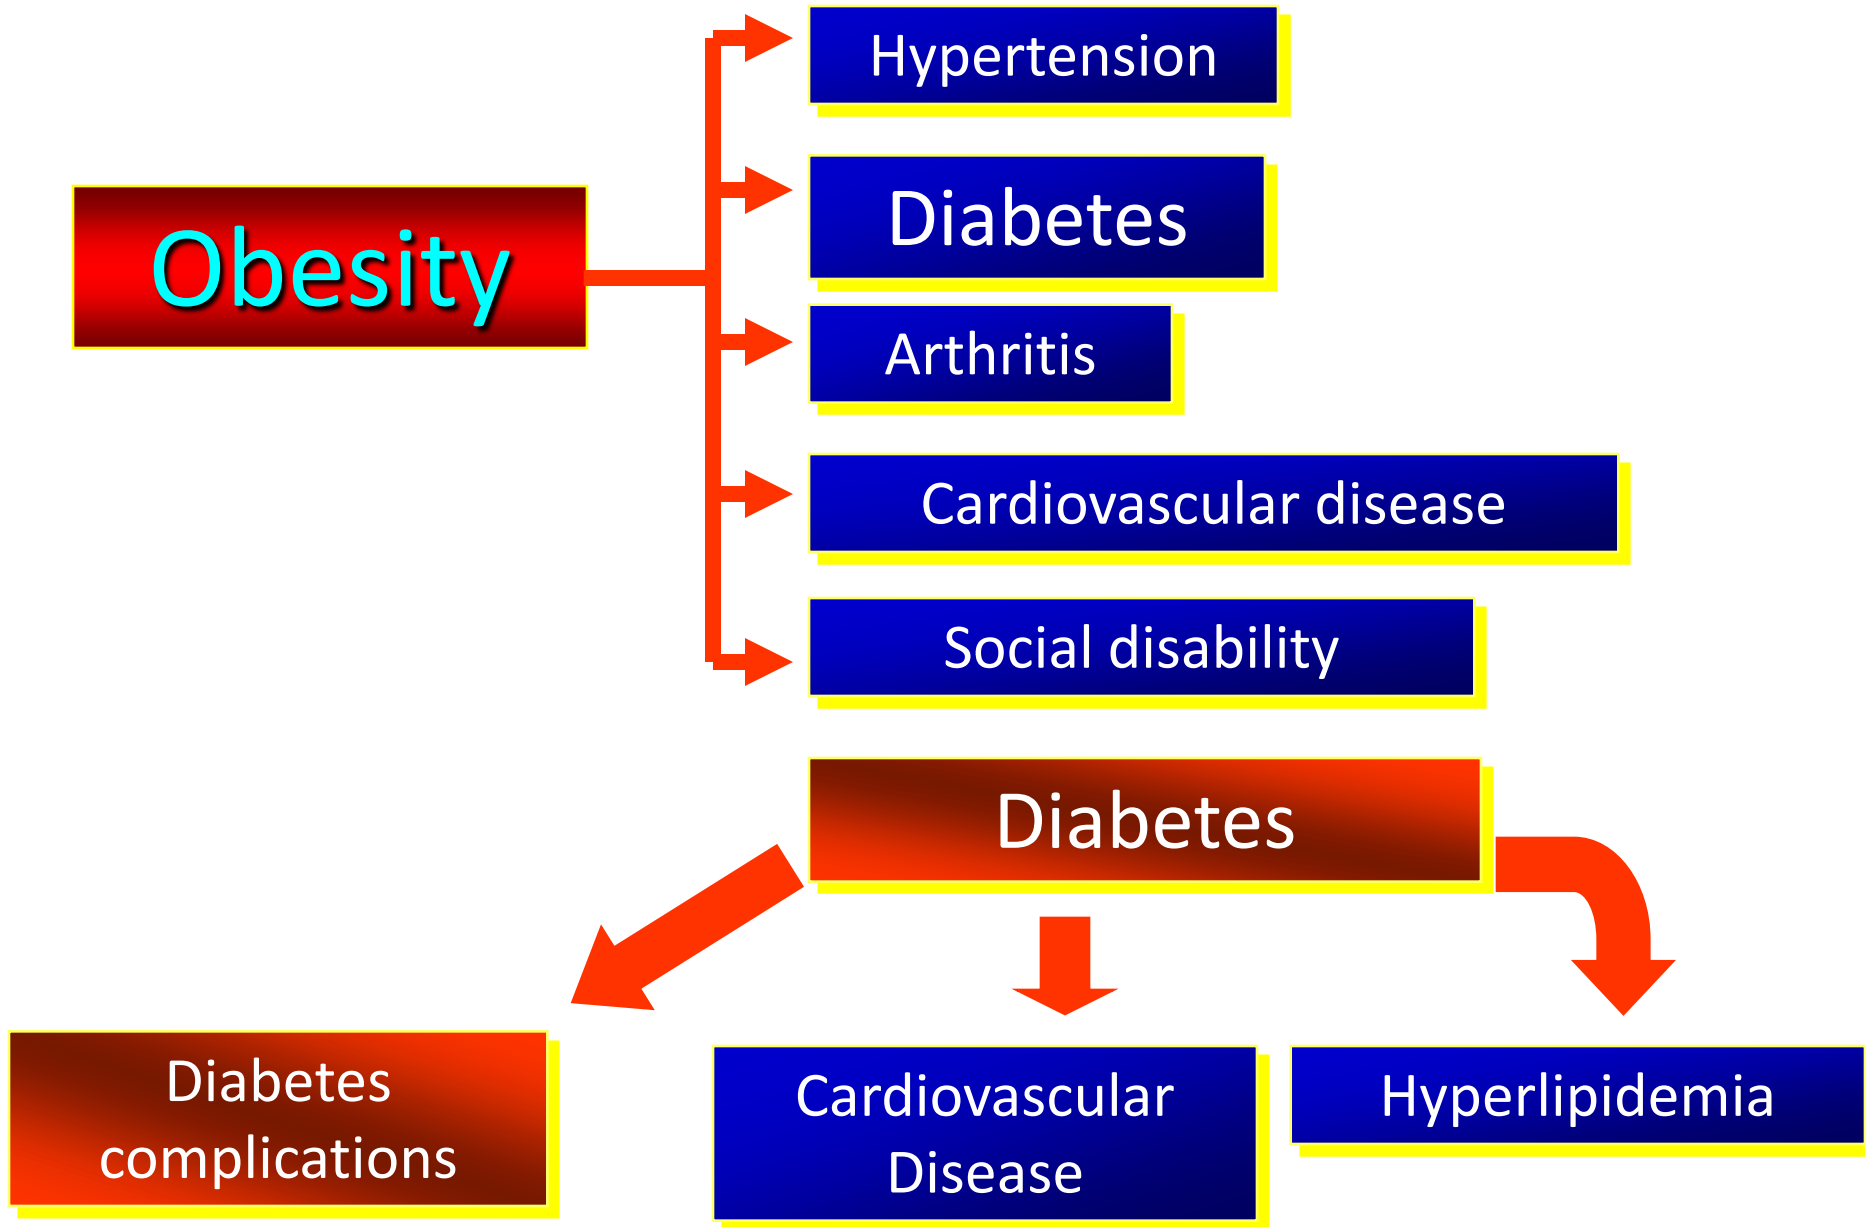 Obesity
Hypertension
Diabetes
Arthritis
Cardiovascular disease
Social disability
Diabetes
Diabetes
complications
Cardiovascular
Disease
Hyperlipidemia